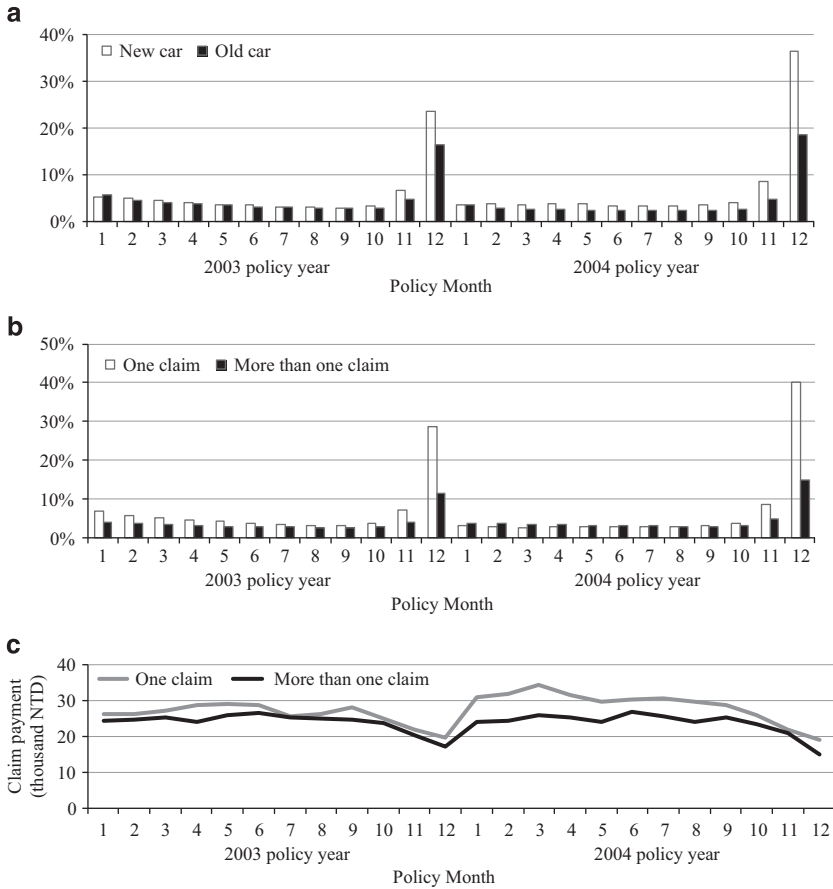 a
40%
New car Old car
30%
20%
10%
0%
1 2 3 4 5 6 7 8 9 10 11 12 1 2 3 4 5 6 7 8 9 10 11 12
2003 policy year 2004 policy year
Policy Month
b
50%
One claim More than one claim
40%
30%
20%
10%
0%
1 2 3 4 5 6 7 8 9 10 11 12 1 2 3 4 5 6 7 8 9 10 11 12
2003 policy year 2004 policy year
Policy Month
c
Claim payment
(thousand NTD)
40
One claim More than one claim
30
20
10
0
1 2 3 4 5 6 7 8 9 10 11 12 1 2 3 4 5 6 7 8 9 10 11 12
2003 policy year 2004 policy year
Policy Month